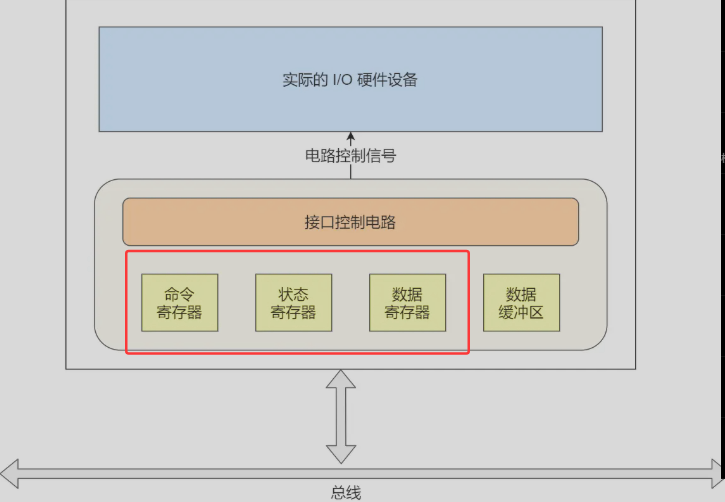 实际的 I/O 硬件设备
电路控制信号
接口控制电路
命令
寄存器
状态
寄存器
数据
寄存器
数据
缓冲区
总线